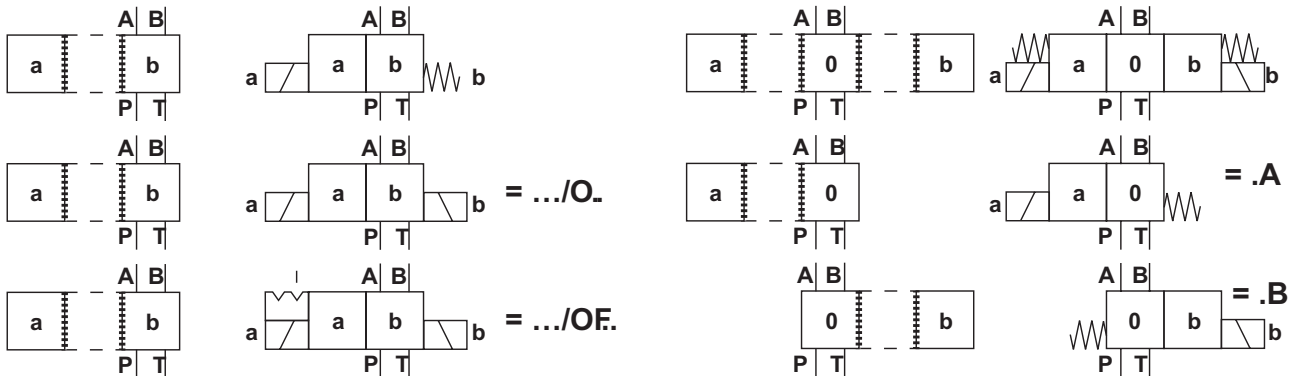 A B A B A B A B
a b a a b b a 0 b a a 0 b b
P T P T P T P T
A B A B A B A B
a b a a b b = .../O.. a 0 a a 0 = .A
P T P T P T P T
A B A B A B A B
a b a a b b = .../OF.. 0 b 0 b b = .B
P T P T P T P T